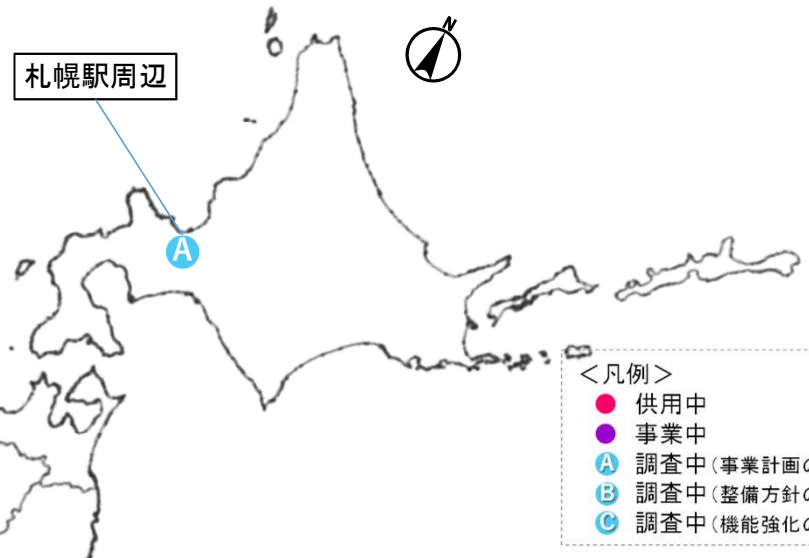 N
札幌駅周辺
A
＜凡例＞
供用中
事業中
A 調査中（事業計画の
B 調査中（整備方針の
C 調査中（機能強化の